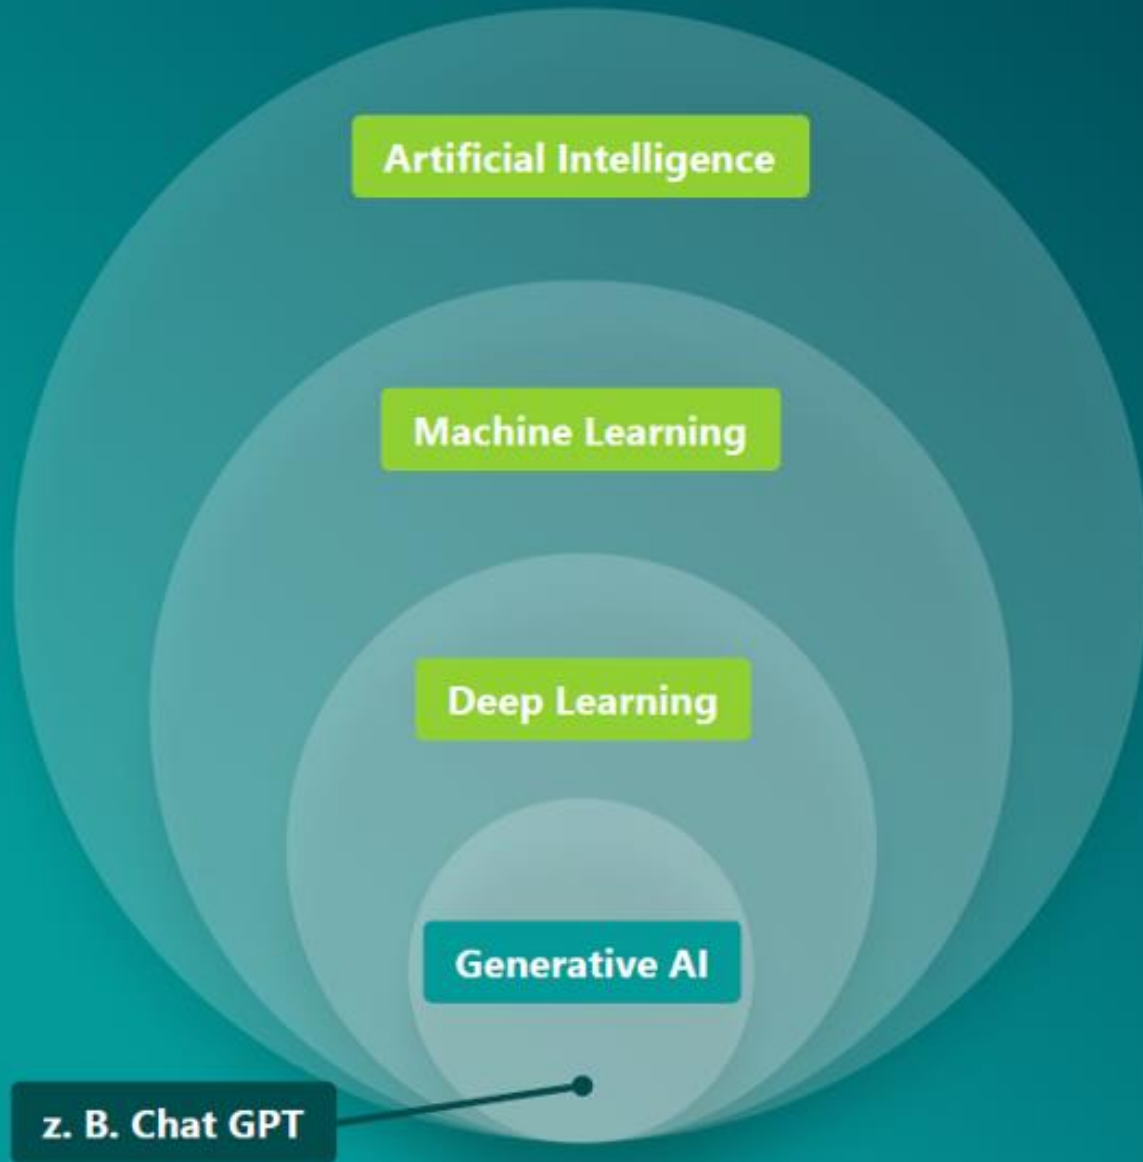 Artificial Intelligence
Machine Learning
Deep Learning
Generative AI
z. B. Chat GPT